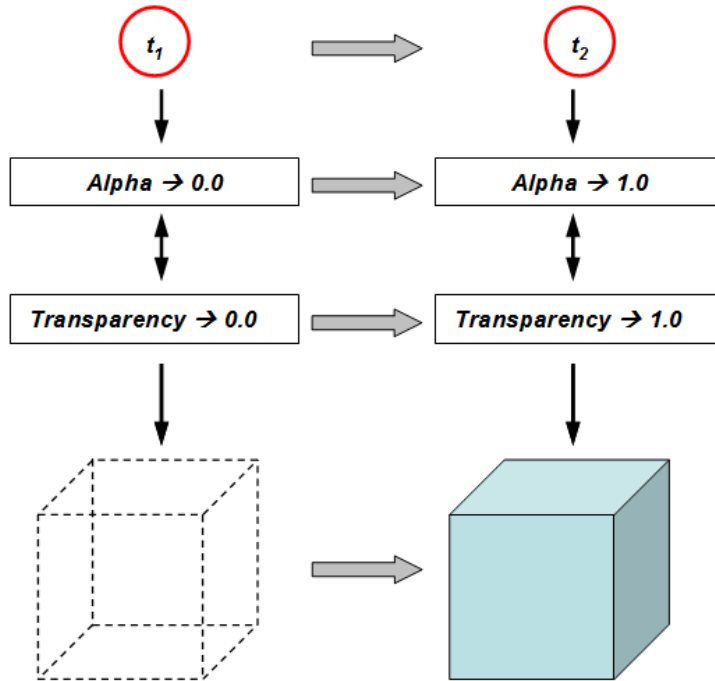 t1
t2
Alpha → 0.0
Alpha → 1.0
Transparency → 0.0
Transparency → 1.0